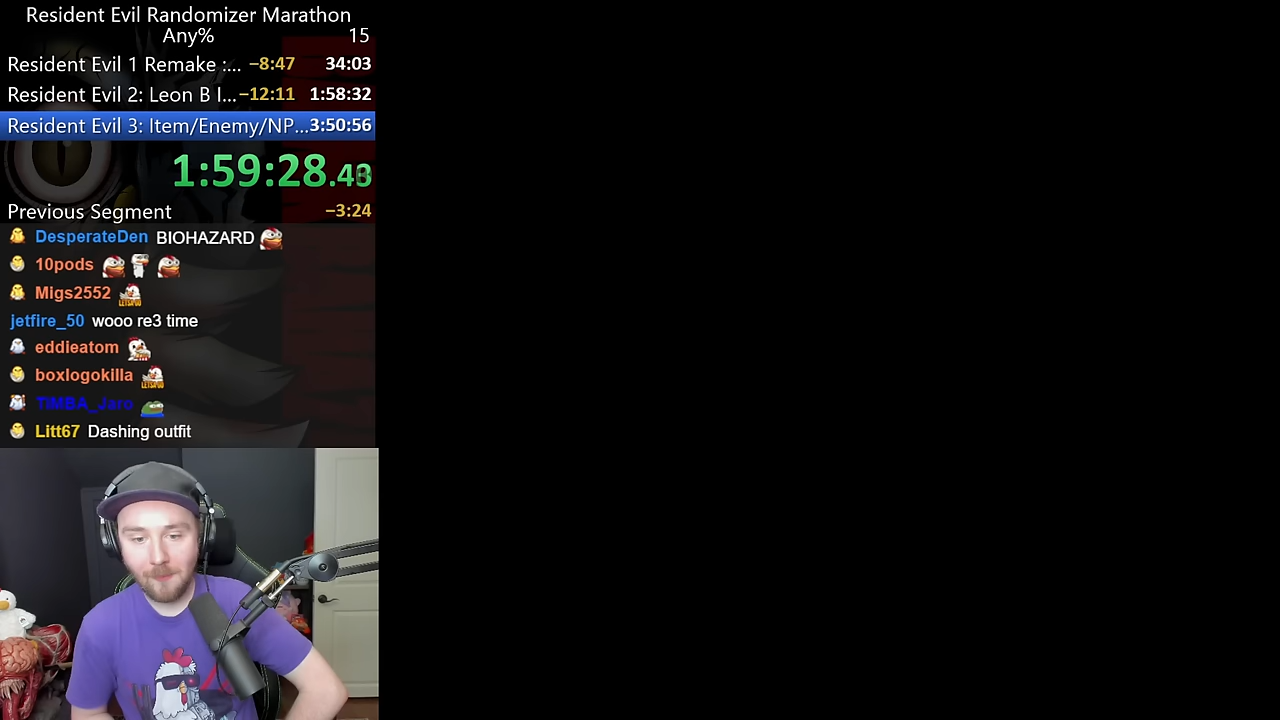 Resident Evil Randomizer Marathon
Any% 15
Resident Evil 1 Remake :... −8:47 34:03
Resident Evil 2: Leon B I... −12:11 1:58:32
Resident Evil 3: Item/Enemy/NP... 3:50:56
1:59:28.48
Previous Segment −3:24
DesperateDen BIOHAZARD
10pods
Migs2552
jetfire_50 wooo re3 time
eddieatom
boxlogokilla
TIMBA_Jaro
Litt67 Dashing outfit